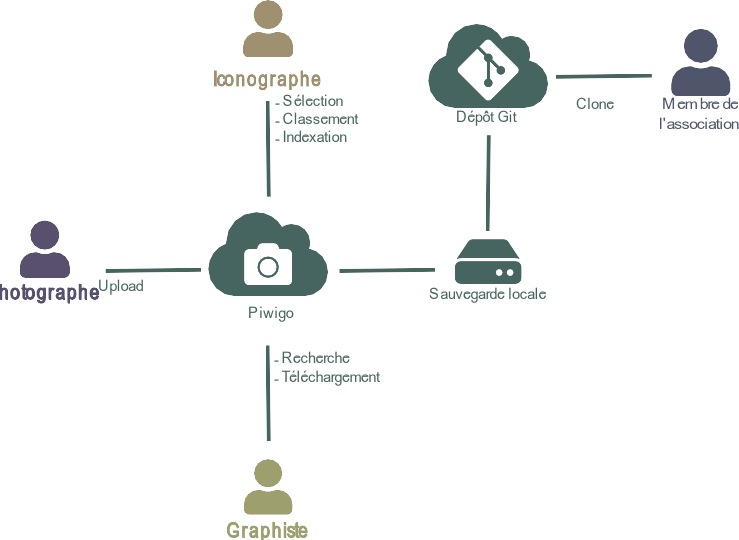 Iconographe
- Sélection
- Classement
- Indexation
Dépôt Git
Clone
Membre de
l'association
hotographe
Upload
Piwigo
Sauvegarde locale
- Recherche
- Téléchargement
Graphiste